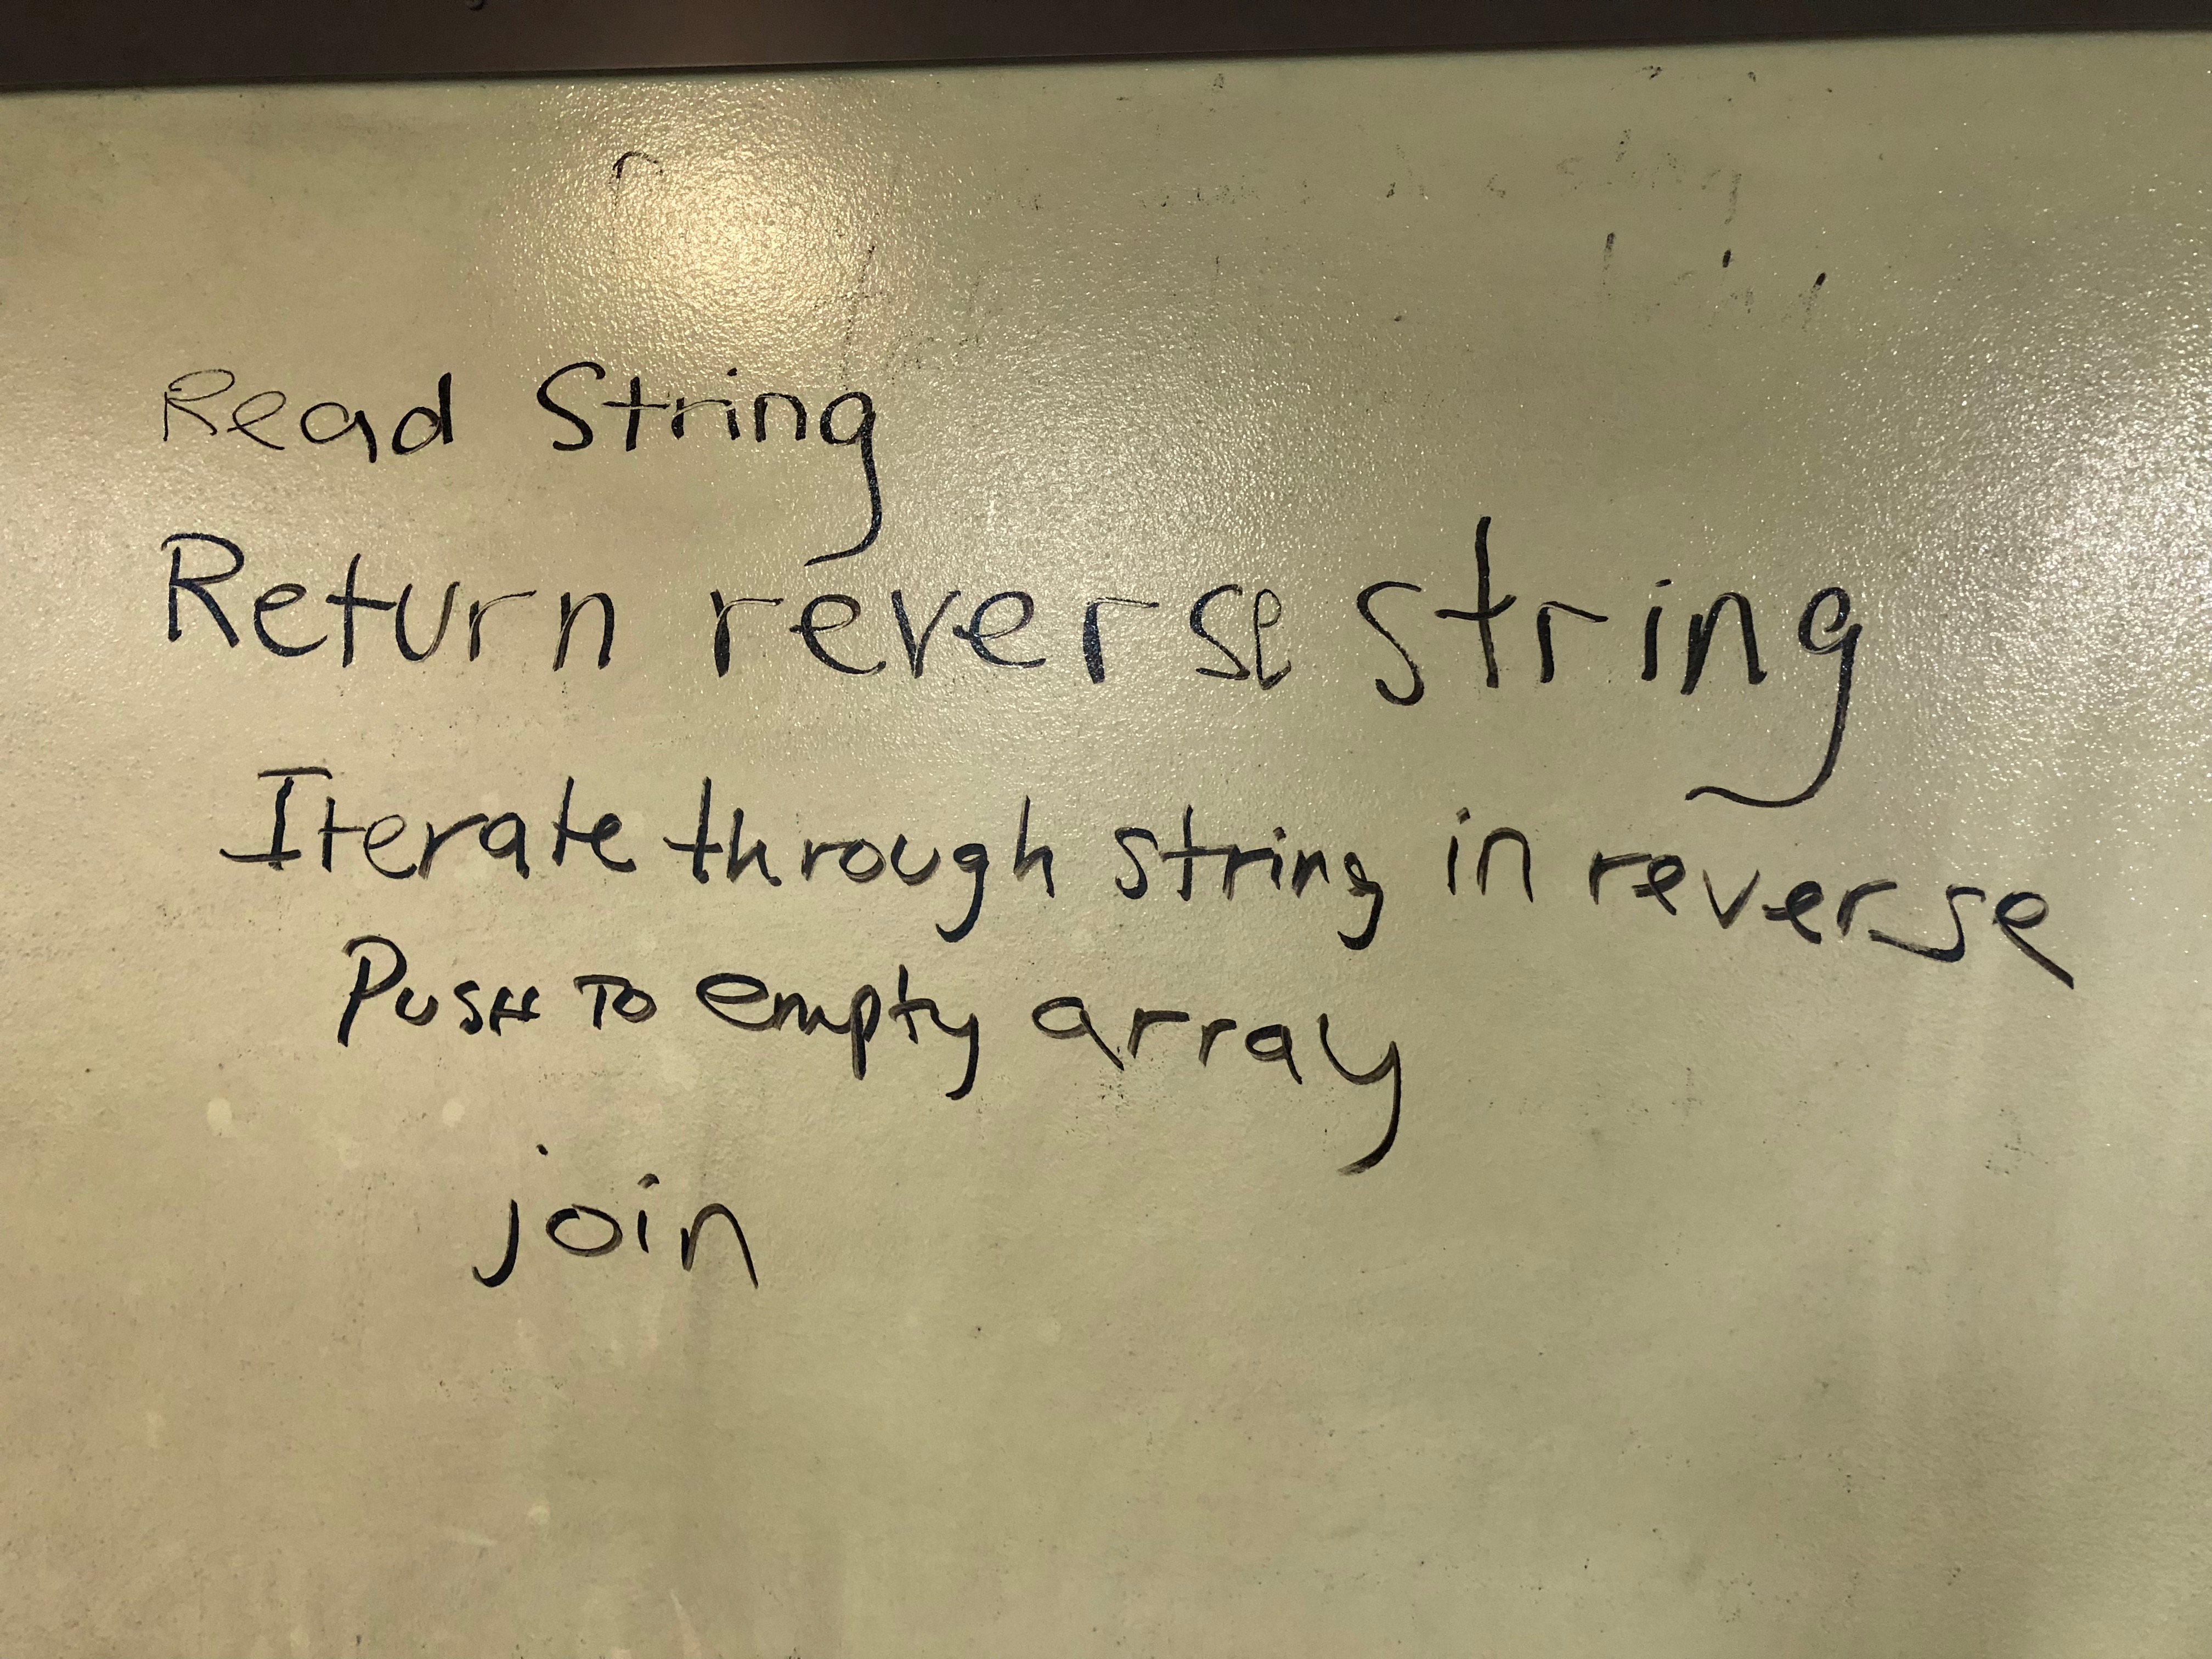 Read String
Return reverse string
Iterate through string in reverse
Push to empty array
join